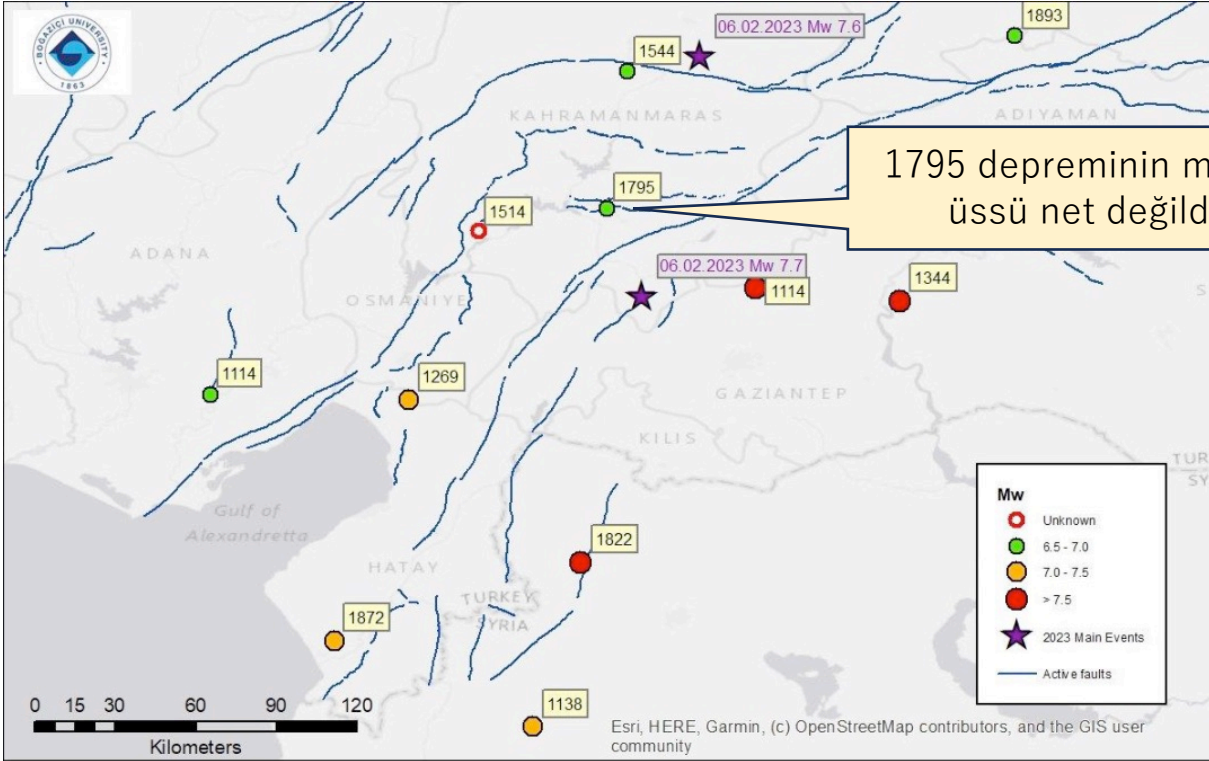 BOĞAZİÇİ UNIVERSITY
1863
06.02.2023 Mw 7.6
1893
1544
KAHRAMANMARAS
ADIYAMAN
1795 depreminin m
üssü net değild
1795
1514
ADANA
06.02.2023 Mw 7.7
1114
1344
OSMANIYE
1114
1269
GAZIANTEP
KILIS
TUR
SY
Gulf of
Alexandretta
1822
HATAY
TURKEY
SYRIA
1872
1138
Mw
Unknown
6.5 - 7.0
7.0 - 7.5
> 7.5
2023 Main Events
Active faults
0 15 30 60 90 120
Kilometers
Esri, HERE, Garmin, (c) OpenStreetMap contributors, and the GIS user
community